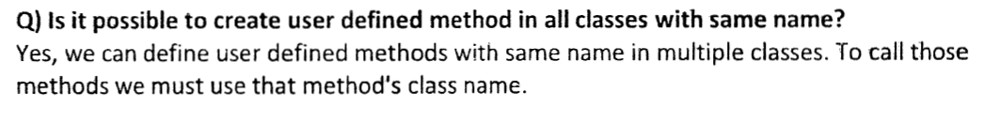 Q) Is it possible to create user defined method in all classes with same name?
Yes, we can define user defined methods with same name in multiple classes. To call those
methods we must use that method's class name.